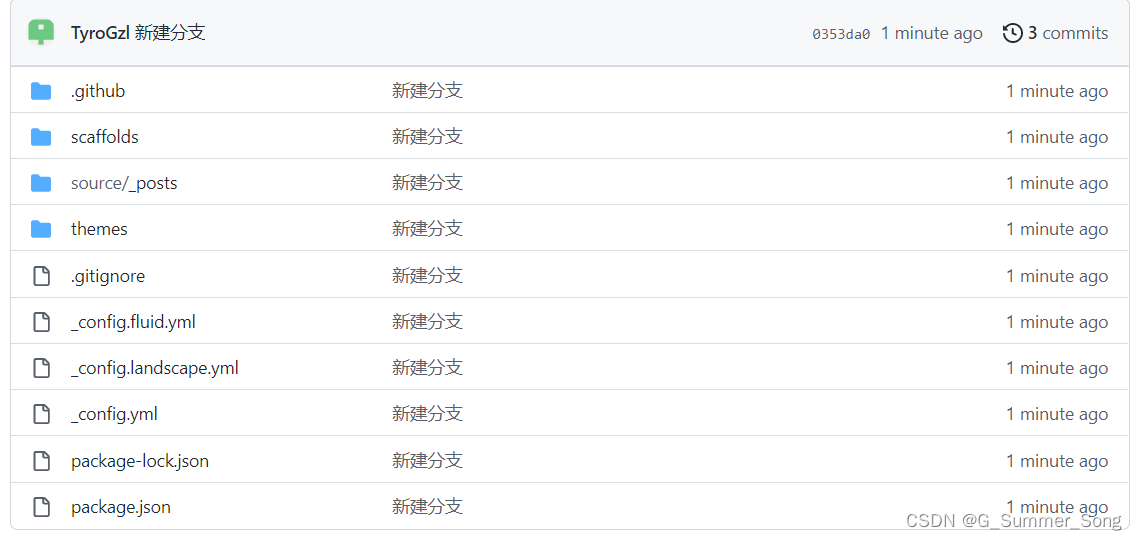 TyroGzl 新建分支 0353da0 1 minute ago 3 commits
.github 新建分支 1 minute ago
scaffolds 新建分支 1 minute ago
source/_posts 新建分支 1 minute ago
themes 新建分支 1 minute ago
.gitignore 新建分支 1 minute ago
_config.fluid.yml 新建分支 1 minute ago
_config.landscape.yml 新建分支 1 minute ago
_config.yml 新建分支 1 minute ago
package-lock.json 新建分支 1 minute ago
package.json 新建分支 1 minute ago
CSDN @G_Summer_Song